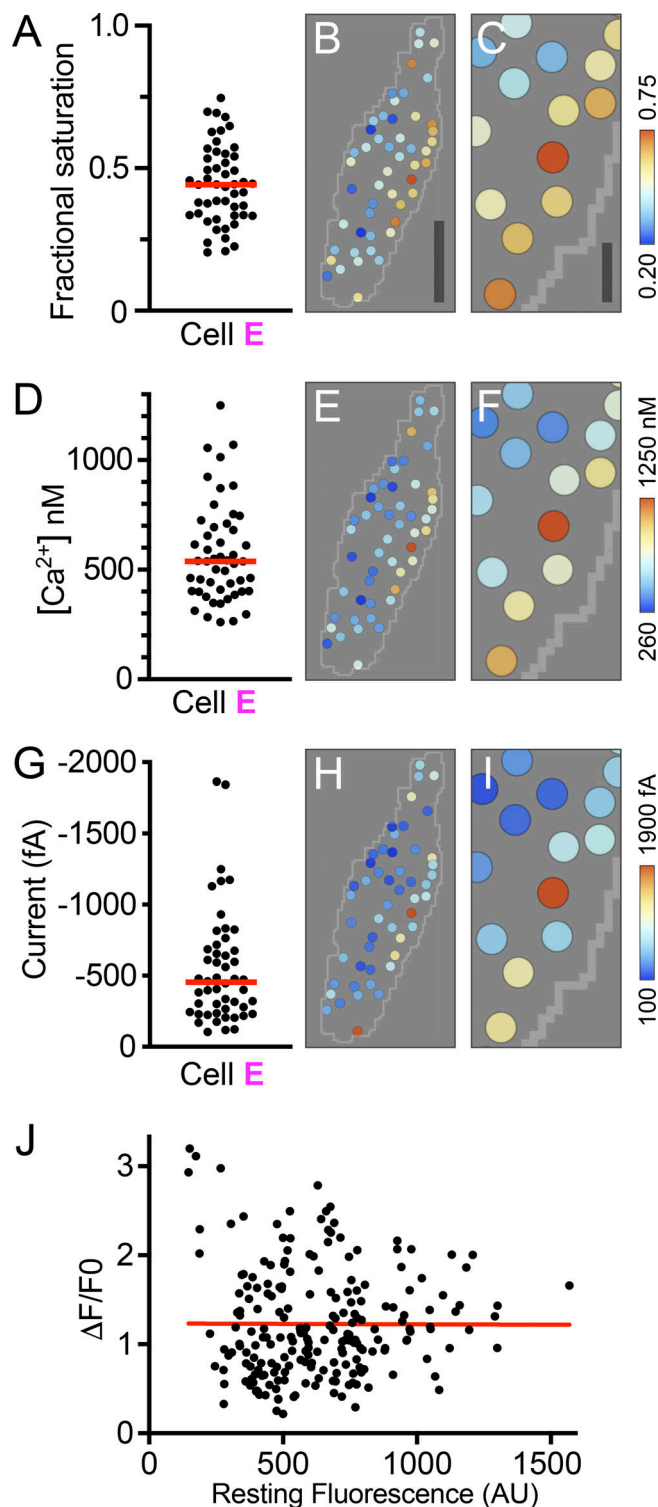 A
B
C
Fractional saturation
1.0
0.5
0
Cell E
0.75
0.20
D
E
F
[Ca2+] nM
1000
500
0
Cell E
1250 nM
260
G
H
I
Current (fA)
-2000
-1500
-1000
-500
0
Cell E
1900 fA
100
J
ΔF/F0
3
2
1
0
0 500 1000 1500
Resting Fluorescence (AU)